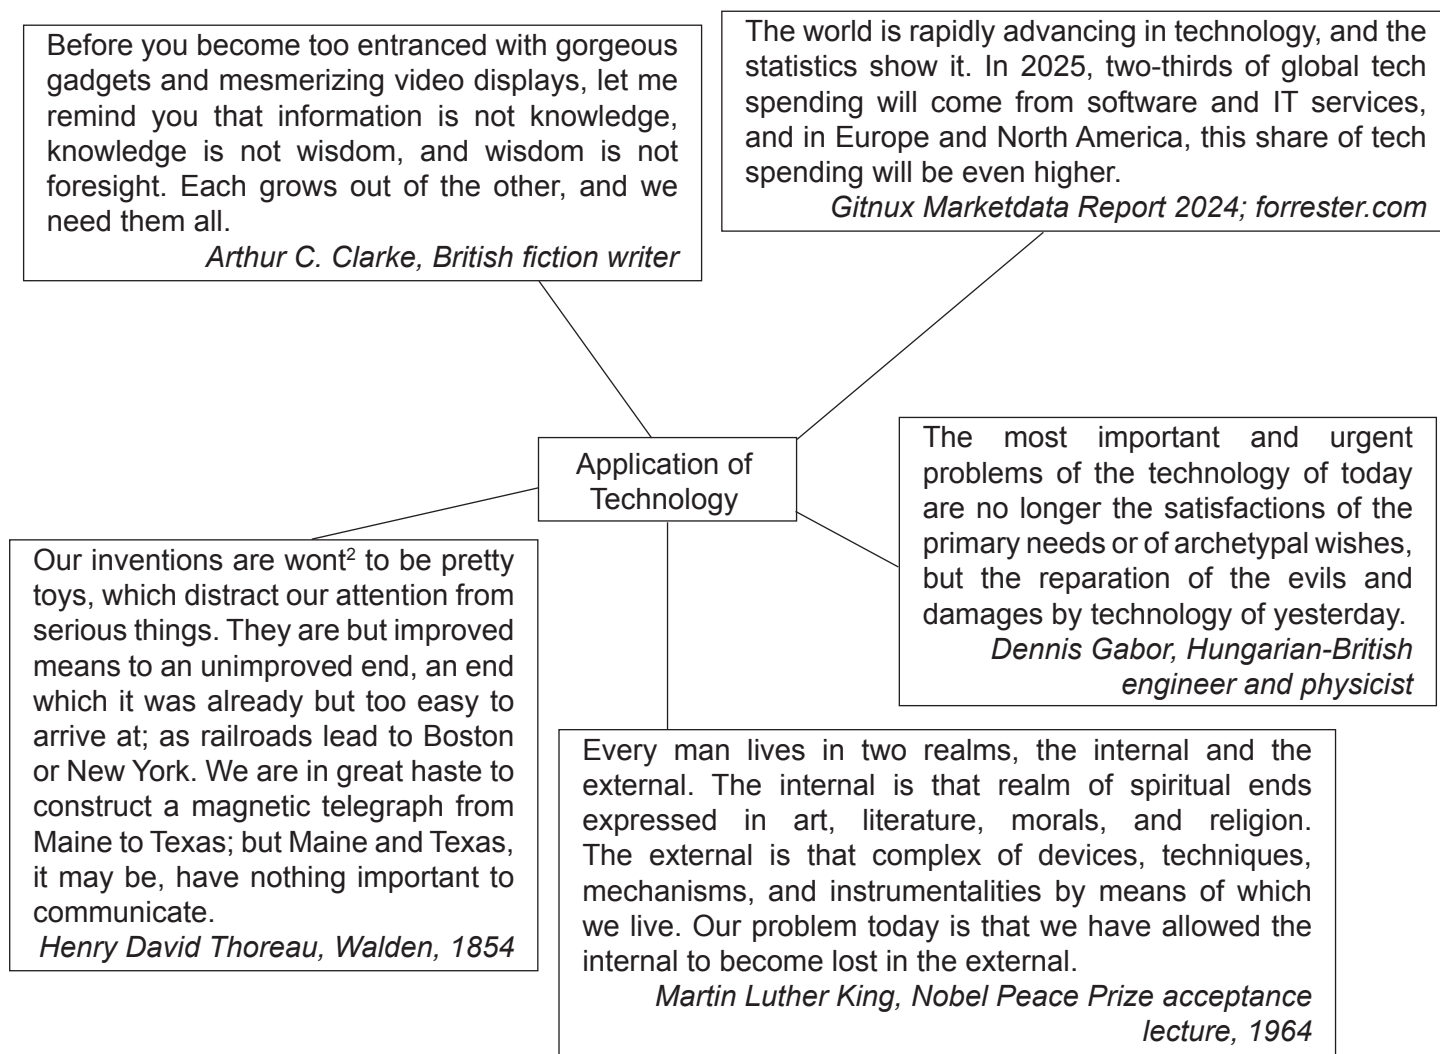 Before you become too entranced with gorgeous
gadgets and mesmerizing video displays, let me
remind you that information is not knowledge,
knowledge is not wisdom, and wisdom is not
foresight. Each grows out of the other, and we
need them all.
Arthur C. Clarke, British fiction writer
The world is rapidly advancing in technology, and the
statistics show it. In 2025, two-thirds of global tech
spending will come from software and IT services,
and in Europe and North America, this share of tech
spending will be even higher.
Gitnux Marketdata Report 2024; forrester.com
Application of
Technology
The most important and urgent
problems of the technology of today
are no longer the satisfactions of the
primary needs or of archetypal wishes,
but the reparation of the evils and
damages by technology of yesterday.
Dennis Gabor, Hungarian-British
engineer and physicist
Our inventions are wont² to be pretty
toys, which distract our attention from
serious things. They are but improved
means to an unimproved end, an end
which it was already but too easy to
arrive at; as railroads lead to Boston
or New York. We are in great haste to
construct a magnetic telegraph from
Maine to Texas; but Maine and Texas,
it may be, have nothing important to
communicate.
Henry David Thoreau, Walden, 1854
Every man lives in two realms, the internal and the
external. The internal is that realm of spiritual ends
expressed in art, literature, morals, and religion.
The external is that complex of devices, techniques,
mechanisms, and instrumentalities by means of which
we live. Our problem today is that we have allowed the
internal to become lost in the external.
Martin Luther King, Nobel Peace Prize acceptance
lecture, 1964